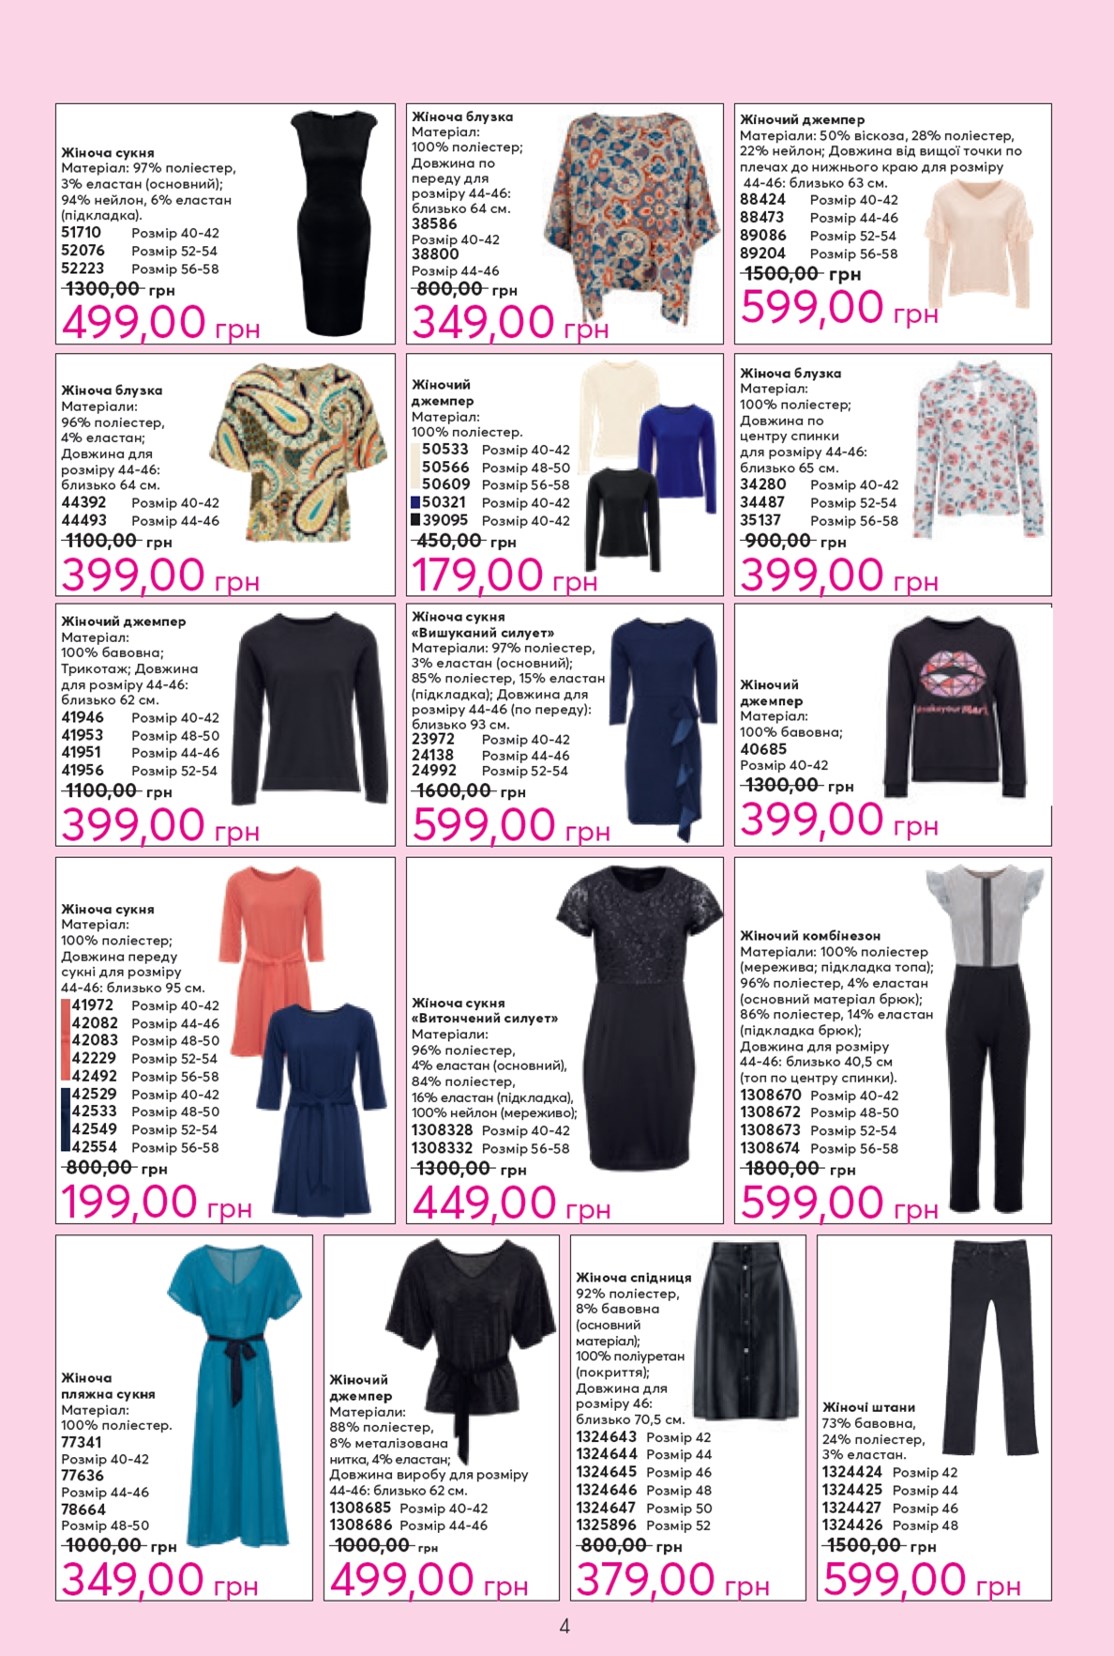 Жіноча сукня
Матеріал: 97% поліестер,
3% еластан (основний);
94% нейлон, 6% еластан
(підкладка).
51710 Розмір 40-42
52076 Розмір 52-54
52223 Розмір 56-58
1300,00 грн
499,00 грн
Жіноча блузка
Матеріал:
100% поліестер;
Довжина по
переду для
розміру 44-46:
близько 64 см.
38586
Розмір 40-42
38800
Розмір 44-46
800,00 грн
349,00 грн
Жіночий джемпер
Матеріали: 50% віскоза, 28% поліестер,
22% нейлон; Довжина від вищої точки по
плечах до нижнього краю для розміру
44-46: близько 63 см.
88424 Розмір 40-42
88473 Розмір 44-46
89086 Розмір 52-54
89204 Розмір 56-58
1500,00 грн
599,00 грн
Жіноча блузка
Матеріали:
96% поліестер,
4% еластан;
Довжина для
розміру 44-46:
близько 64 см.
44392 Розмір 40-42
44493 Розмір 44-46
1100,00 грн
399,00 грн
Жіночий
джемпер
Матеріал:
100% поліестер.
50533 Розмір 40-42
50566 Розмір 48-50
50609 Розмір 56-58
50321 Розмір 40-42
39095 Розмір 40-42
450,00 грн
179,00 грн
Жіноча блузка
Матеріал:
100% поліестер;
Довжина по
центру спинки
для розміру 44-46:
близько 65 см.
34280 Розмір 40-42
34487 Розмір 52-54
35137 Розмір 56-58
900,00 грн
399,00 грн
Жіночий джемпер
Матеріал:
100% бавовна;
Трикотаж; Довжина
для розміру 44-46:
близько 62 см.
41946 Розмір 40-42
41953 Розмір 48-50
41951 Розмір 44-46
41956 Розмір 52-54
1100,00 грн
399,00 грн
Жіноча сукня
«Вишуканий силует»
Матеріали: 97% поліестер,
3% еластан (основний);
85% поліестер, 15% еластан
(підкладка); Довжина для
розміру 44-46 (по переду):
близько 93 см.
23972 Розмір 40-42
24138 Розмір 44-46
24992 Розмір 52-54
1600,00 грн
599,00 грн
Жіночий
джемпер
Матеріал:
100% бавовна;
40685
Розмір 40-42
1300,00 грн
399,00 грн
Жіноча сукня
Матеріал:
100% поліестер;
Довжина переду
сукні для розміру
44-46: близько 95 см.
41972 Розмір 40-42
42082 Розмір 44-46
42083 Розмір 48-50
42229 Розмір 52-54
42492 Розмір 56-58
42529 Розмір 40-42
42533 Розмір 48-50
42549 Розмір 52-54
42554 Розмір 56-58
800,00 грн
199,00 грн
Жіноча сукня
«Витончений силует»
Матеріали:
96% поліестер,
4% еластан (основний),
84% поліестер,
16% еластан (підкладка),
100% нейлон (мереживо);
1308328 Розмір 40-42
1308332 Розмір 56-58
1300,00 грн
449,00 грн
Жіночий комбінезон
Матеріали: 100% поліестер
(мережива; підкладка топа);
96% поліестер, 4% еластан
(основний матеріал брюк);
86% поліестер, 14% еластан
(підкладка брюк);
Довжина для розміру
44-46: близько 40,5 см
(топ по центру спинки).
1308670 Розмір 40-42
1308672 Розмір 48-50
1308673 Розмір 52-54
1308674 Розмір 56-58
1800,00 грн
599,00 грн
Жіноча
пляжна сукня
Матеріал:
100% поліестер.
77341
Розмір 40-42
77636
Розмір 44-46
78664
Розмір 48-50
1000,00 грн
349,00 грн
Жіночий
джемпер
Матеріали:
88% поліестер,
8% металізована
нитка, 4% еластан;
Довжина виробу для розміру
44-46: близько 62 см.
1308685 Розмір 40-42
1308686 Розмір 44-46
1000,00 грн
499,00 грн
Жіноча спідниця
92% поліестер,
8% бавовна
(основний
матеріал);
100% поліуретан
(покриття);
Довжина для
розміру 46:
близько 70,5 см.
1324643 Розмір 42
1324644 Розмір 44
1324645 Розмір 46
1324646 Розмір 48
1324647 Розмір 50
1325896 Розмір 52
800,00 грн
379,00 грн
Жіночі штани
73% бавовна,
24% поліестер,
3% еластан.
1324424 Розмір 42
1324425 Розмір 44
1324427 Розмір 46
1324426 Розмір 48
1500,00 грн
599,00 грн
4